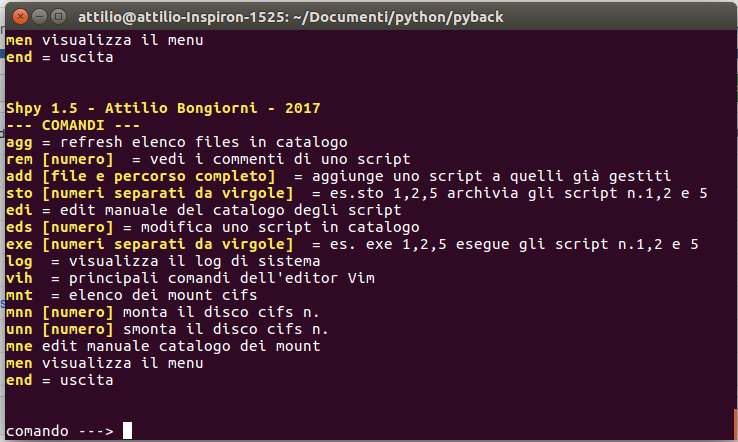 attilio@attilio-Inspiron-1525: ~/Documenti/python/pyback
men visualizza il menu
end = uscita
Shpy 1.5 - Attilio Bongiorni - 2017
--- COMANDI ---
agg = refresh elenco files in catalogo
rem [numero]  = vedi i commenti di uno script
add [file e percorso completo]  = aggiunge uno script a quelli già gestiti
sto [numeri separati da virgole]  = es.sto 1,2,5 archivia gli script n.1,2 e 5
edi = edit manuale del catalogo degli script
eds [numero] = modifica uno script in catalogo
exe [numeri separati da virgole]  = es. exe 1,2,5 esegue gli script n.1,2 e 5
log  = visualizza il log di sistema
vih  = principali comandi dell'editor Vim
mnt  = elenco dei mount cifs
mnn [numero] monta il disco cifs n.
unn [numero] smonta il disco cifs n.
mne edit manuale catalogo dei mount
men visualizza il menu
end = uscita
comando --->